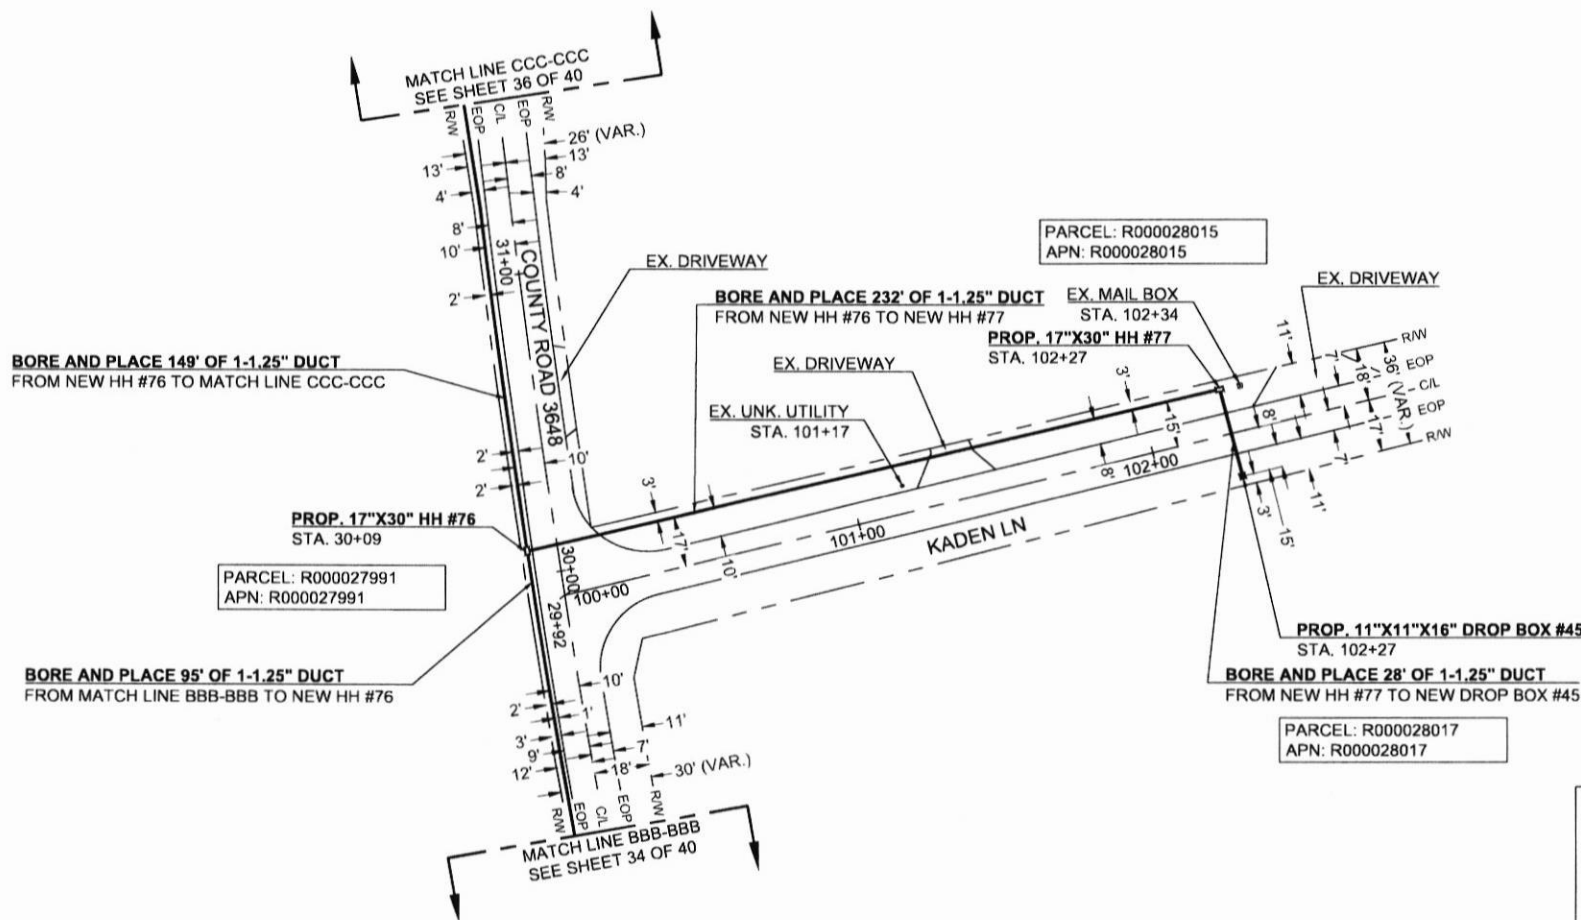 MATCH LINE CCC-CCC
SEE SHEET 36 OF 40
R/W
EOP
C/L
EOP
R/W
26' (VAR.)
13'
13'
8'
4'
4'
8'
10'
31+00
2'
COUNTY ROAD 3648
EX. DRIVEWAY
PARCEL: R000028015
APN: R000028015
BORE AND PLACE 232' OF 1-1.25" DUCT
FROM NEW HH #76 TO NEW HH #77
EX. MAIL BOX
STA. 102+34
EX. DRIVEWAY
PROP. 17"X30" HH #77
STA. 102+27
BORE AND PLACE 149' OF 1-1.25" DUCT
FROM NEW HH #76 TO MATCH LINE CCC-CCC
EX. DRIVEWAY
EX. UNK. UTILITY
STA. 101+17
11'
R/W
7'
36' (VAR.)
EOP
18'
C/L
EOP
17'
R/W
3'
15'
8'
8'
102+00
7'
2'
10'
2'
3'
11'
3'
15'
PROP. 17"X30" HH #76
STA. 30+09
17'
10'
101+00
KADEN LN
30+00
100+00
29+92
PARCEL: R000027991
APN: R000027991
PROP. 11"X11"X16" DROP BOX #45
STA. 102+27
BORE AND PLACE 95' OF 1-1.25" DUCT
FROM MATCH LINE BBB-BBB TO NEW HH #76
BORE AND PLACE 28' OF 1-1.25" DUCT
FROM NEW HH #77 TO NEW DROP BOX #45
PARCEL: R000028017
APN: R000028017
10'
2'
1'
11'
3'
9'
7'
12'
18'
30' (VAR.)
R/W
EOP
C/L
EOP
R/W
MATCH LINE BBB-BBB
SEE SHEET 34 OF 40